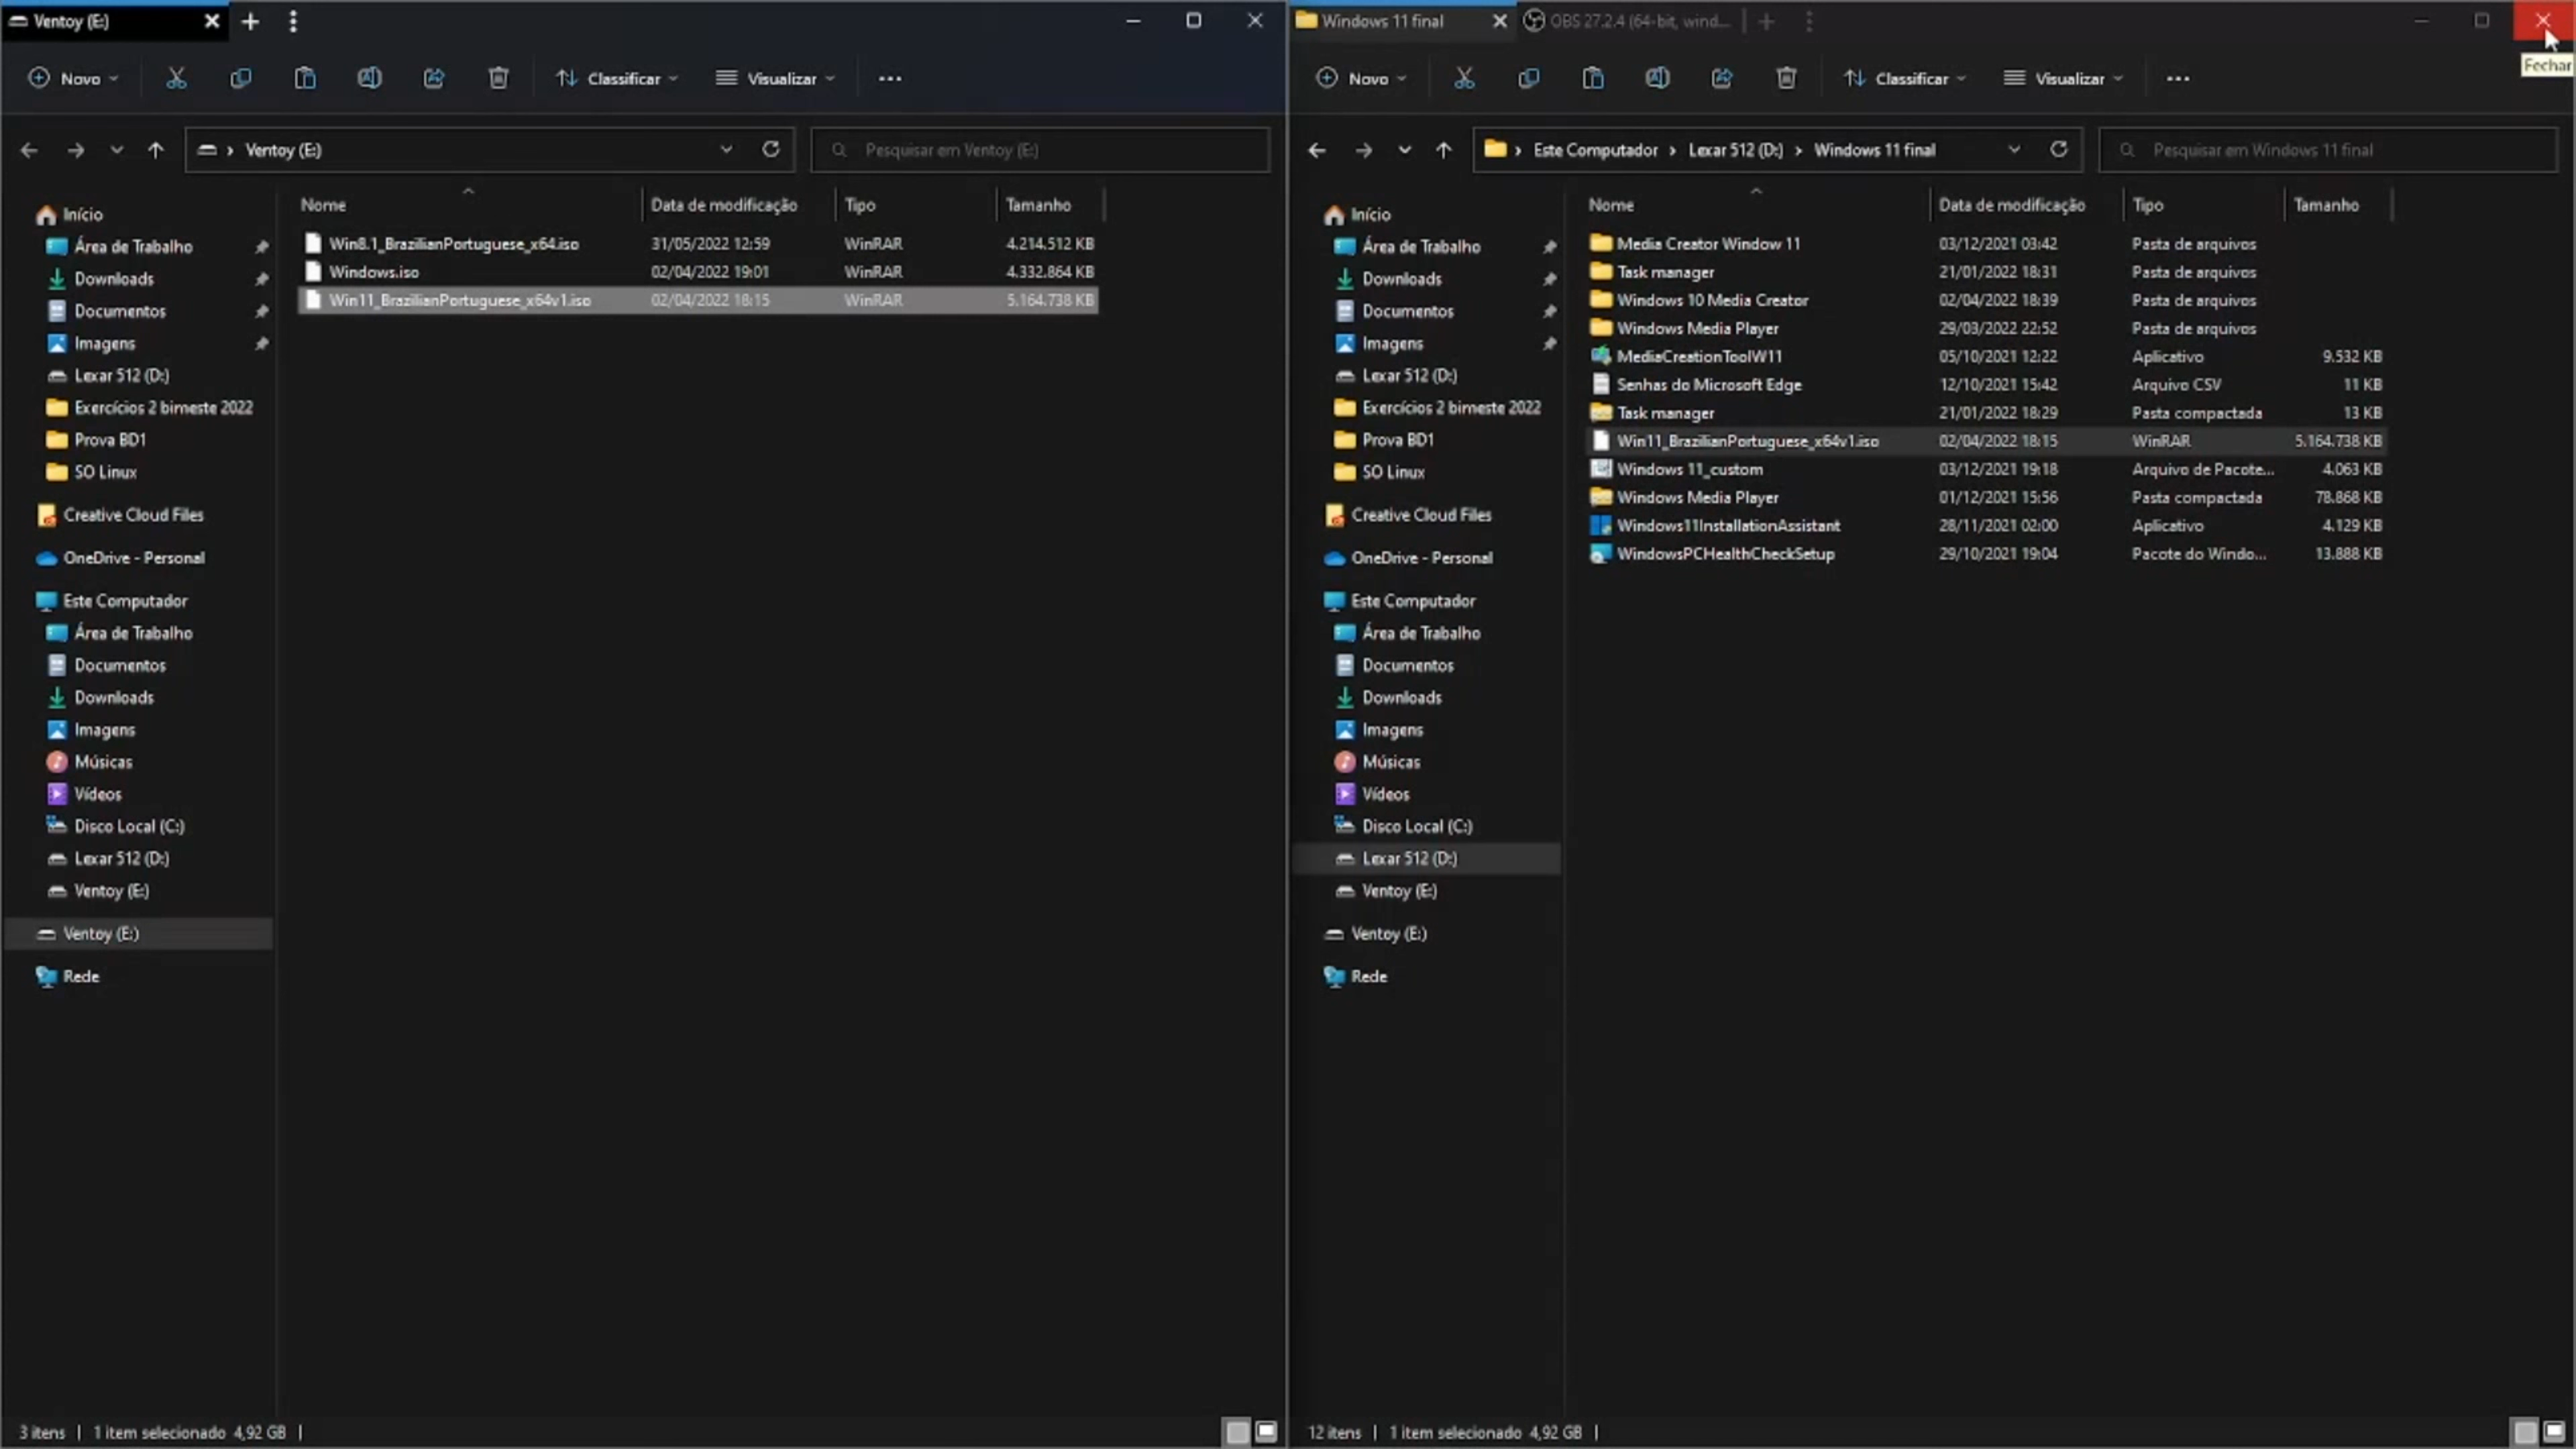 Ventoy (E:)
Novo
Classificar
Visualizar
Ventoy (E:)
Pesquisar em Ventoy (E:)
Início
Área de Trabalho
Downloads
Documentos
Imagens
Lexar 512 (D:)
Exercícios 2 bimeste 2022
Prova BD1
SO Linux
Creative Cloud Files
OneDrive - Personal
Este Computador
Área de Trabalho
Documentos
Downloads
Imagens
Músicas
Vídeos
Disco Local (C:)
Lexar 512 (D:)
Ventoy (E:)
Ventoy (E:)
Rede
Nome Data de modificação Tipo Tamanho
Win8.1_BrazilianPortuguese_x64.iso 31/05/2022 12:59 WinRAR 4.214.512 KB
Windows.iso 02/04/2022 19:01 WinRAR 4.332.864 KB
Win11_BrazilianPortuguese_x64v1.iso 02/04/2022 18:15 WinRAR 5.164.738 KB
3 itens | 1 item selecionado 4,92 GB |
Windows 11 final
OBS 27.2.4 (64-bit, wind...
Fechar
Novo
Classificar
Visualizar
Este Computador > Lexar 512 (D:) > Windows 11 final
Pesquisar em Windows 11 final
Início
Área de Trabalho
Downloads
Documentos
Imagens
Lexar 512 (D:)
Exercícios 2 bimeste 2022
Prova BD1
SO Linux
Creative Cloud Files
OneDrive - Personal
Este Computador
Área de Trabalho
Documentos
Downloads
Imagens
Músicas
Vídeos
Disco Local (C:)
Lexar 512 (D:)
Ventoy (E:)
Ventoy (E:)
Rede
Nome Data de modificação Tipo Tamanho
Media Creator Window 11 03/12/2021 03:42 Pasta de arquivos
Task manager 21/01/2022 18:31 Pasta de arquivos
Windows 10 Media Creator 02/04/2022 18:39 Pasta de arquivos
Windows Media Player 29/03/2022 22:52 Pasta de arquivos
MediaCreationToolW11 05/10/2021 12:22 Aplicativo 9.532 KB
Senhas do Microsoft Edge 12/10/2021 15:42 Arquivo CSV 11 KB
Task manager 21/01/2022 18:29 Pasta compactada 13 KB
Win11_BrazilianPortuguese_x64v1.iso 02/04/2022 18:15 WinRAR 5.164.738 KB
Windows 11_custom 03/12/2021 19:18 Arquivo de Pacote... 4.063 KB
Windows Media Player 01/12/2021 15:56 Pasta compactada 78.868 KB
Windows11InstallationAssistant 28/11/2021 02:00 Aplicativo 4.129 KB
WindowsPCHealthCheckSetup 29/10/2021 19:04 Pacote do Windo... 13.888 KB
12 itens | 1 item selecionado 4,92 GB |